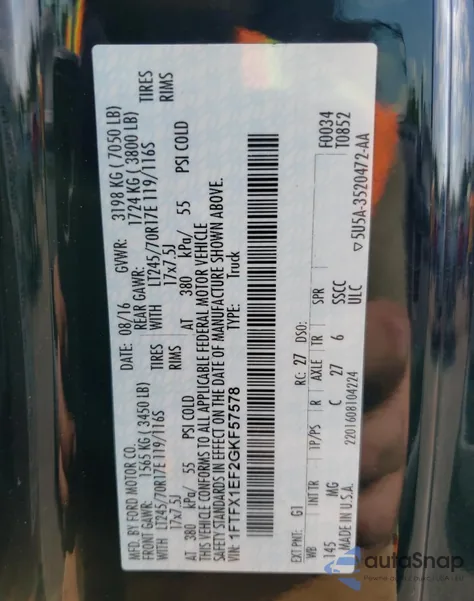 MFD. BY FORD MOTOR CO.
DATE: 08/16 GVWR: 3198 KG ( 7050 LB)
FRONT GAWR: 1565 KG ( 3450 LB) REAR GAWR: 1724 KG ( 3800 LB)
WITH LT245/70R17E 119/116S TIRES WITH LT245/70R17E 119/116S TIRES
17x7.5J RIMS 17x7.5J RIMS
AT 380 kPa/ 55 PSI COLD AT 380 kPa/ 55 PSI COLD
THIS VEHICLE CONFORMS TO ALL APPLICABLE FEDERAL MOTOR VEHICLE
SAFETY STANDARDS IN EFFECT ON THE DATE OF MANUFACTURE SHOWN ABOVE.
VIN: 1FTFX1EF2GKF57578 TYPE: Truck
F0034
T0852
EXT PNT: G1 RC: 27 DSO:
WB INT TR TP/PS R AXLE TR SPR
145 MG C 27 6 SSCC
ULC
MADE IN U.S.A. 2201608104224
▽5U5A-3520472-AA
autoSnap